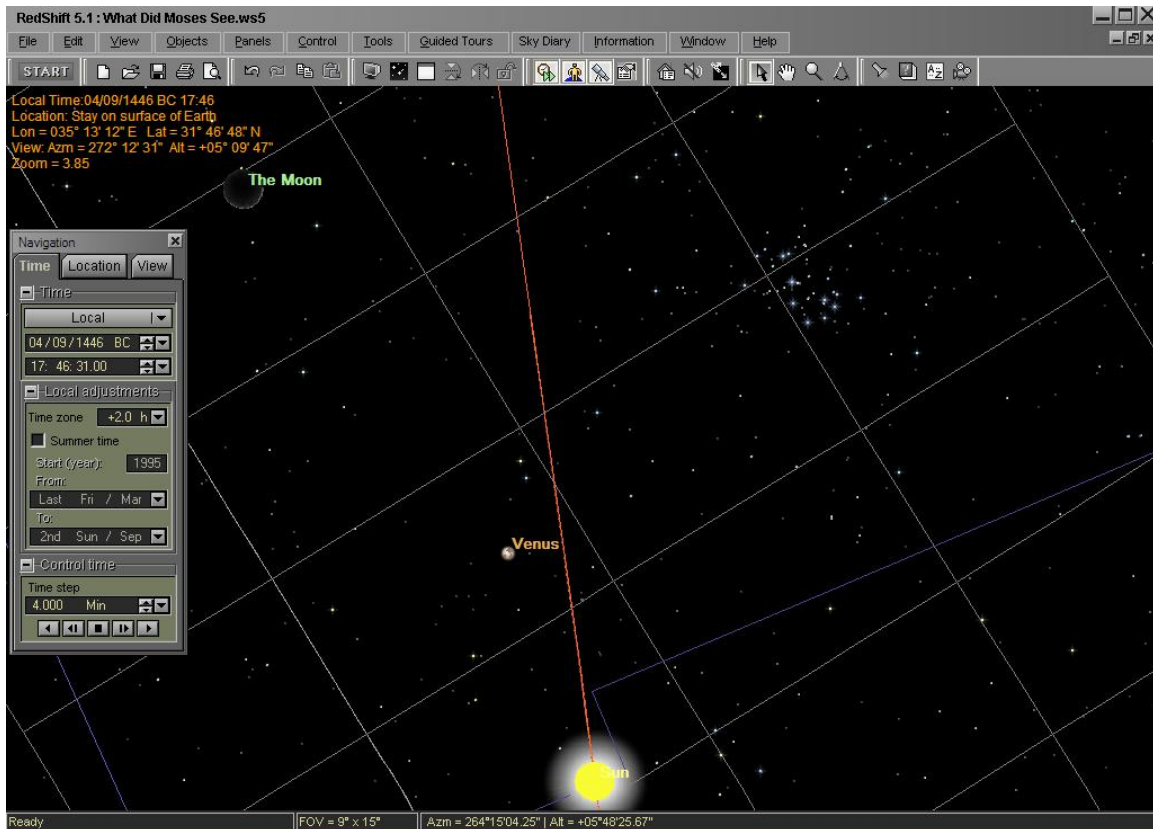 RedShift 5.1 : What Did Moses See.ws5
File Edit View Objects Panels Control Tools Guided Tours Sky Diary Information Window Help
START
Local Time:04/09/1446 BC 17:46
Location: Stay on surface of Earth
Lon = 035° 13' 12" E Lat = 31° 46' 48" N
View: Azm = 272° 12' 31" Alt = +05° 09' 47"
Zoom = 3.85
The Moon
Navigation
Time Location View
Time
Local
04/09/1446 BC
17: 46: 31.00
Local adjustments
Time zone +2.0 h
Summer time
Start (year): 1995
From:
Last Fri / Mar
To:
2nd Sun / Sep
Control time
Time step
4.000 Min
Venus
Sun
Ready FOV = 9° x 15° Azm = 264°15'04.25" | Alt = +05°48'25.67"